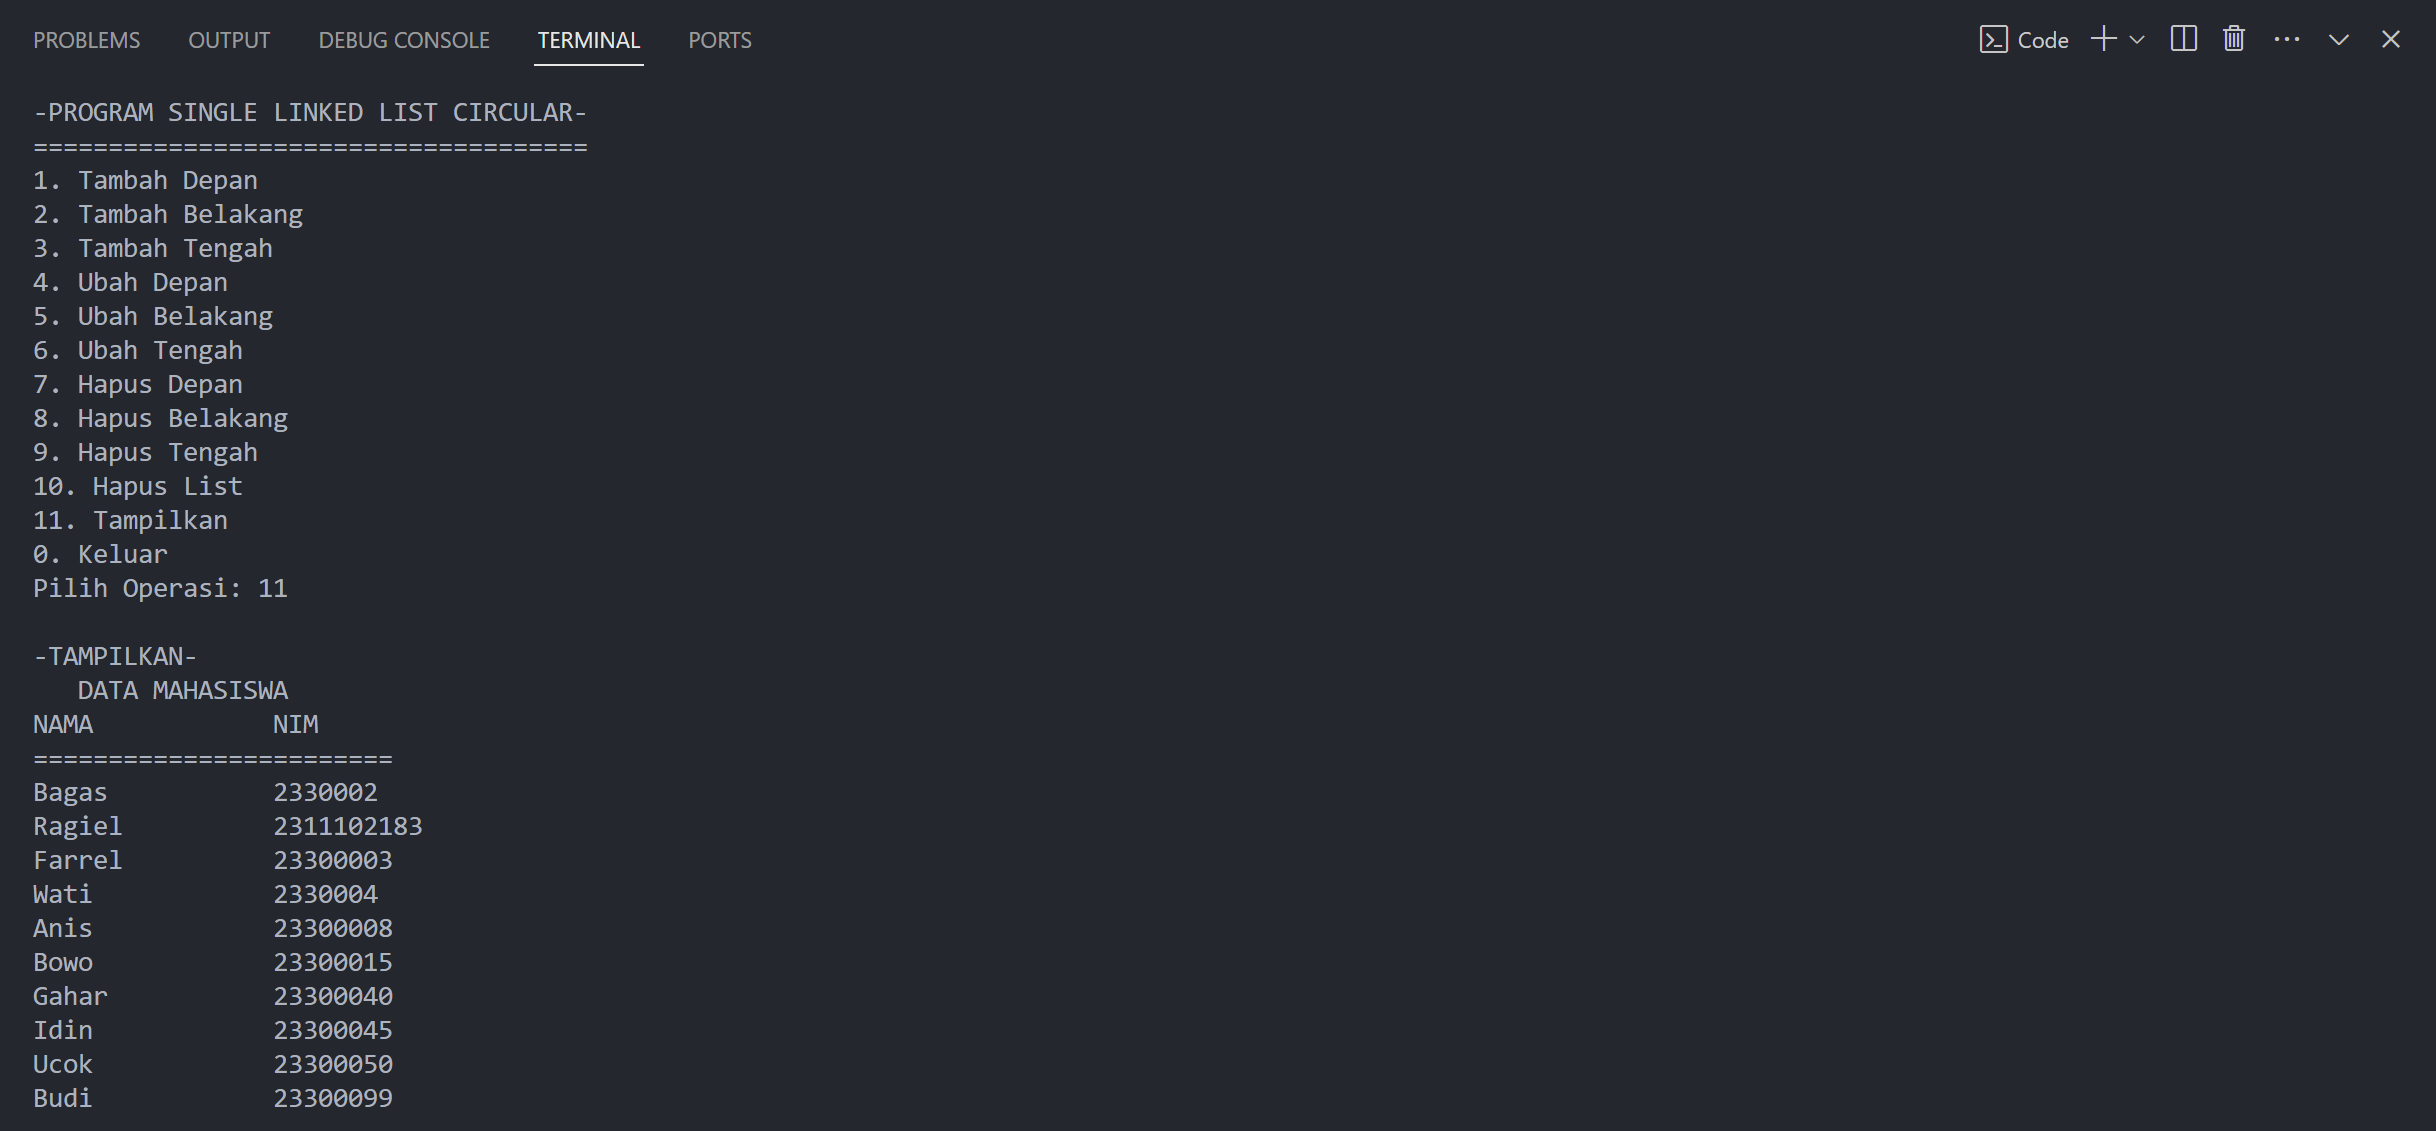 PROBLEMS OUTPUT DEBUG CONSOLE TERMINAL PORTS Code
-PROGRAM SINGLE LINKED LIST CIRCULAR-
=====================================
1. Tambah Depan
2. Tambah Belakang
3. Tambah Tengah
4. Ubah Depan
5. Ubah Belakang
6. Ubah Tengah
7. Hapus Depan
8. Hapus Belakang
9. Hapus Tengah
10. Hapus List
11. Tampilkan
0. Keluar
Pilih Operasi: 11

-TAMPILKAN-
   DATA MAHASISWA
NAMA            NIM
========================
Bagas           2330002
Ragiel          2311102183
Farrel          23300003
Wati            2330004
Anis            23300008
Bowo            23300015
Gahar           23300040
Idin            23300045
Ucok            23300050
Budi            23300099